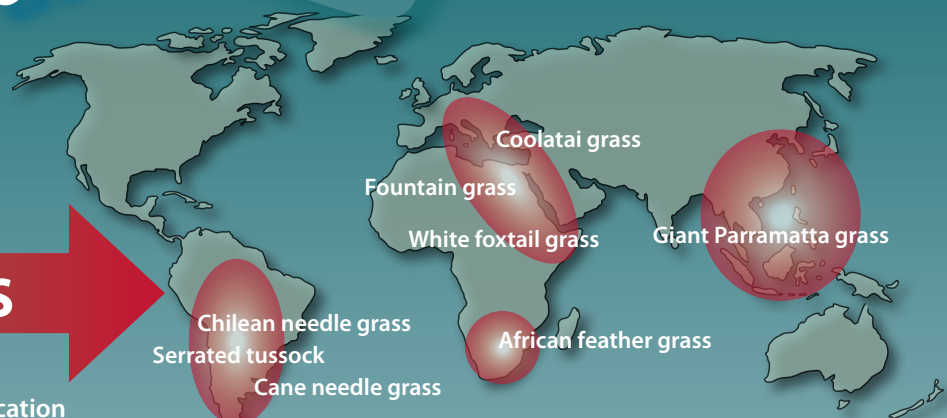 Coolatai grass
Fountain grass
White foxtail grass
Giant Parramatta grass
Chilean needle grass
Serrated tussock
Cane needle grass
African feather grass